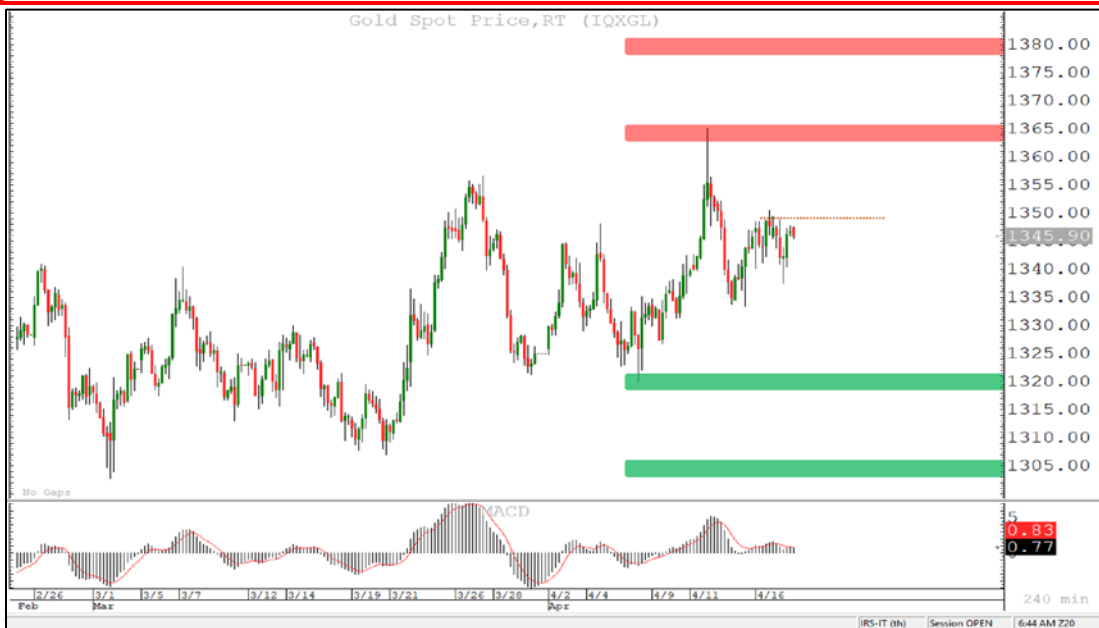 Gold Spot Price,RT (IQXGL)
1380.00
1375.00
1370.00
1365.00
1360.00
1355.00
1350.00
1345.90
1340.00
1335.00
1330.00
1325.00
1320.00
1315.00
1310.00
1305.00
No Gaps
MACD
5
0.83
0.77
2/26 3/1 3/5 3/7 3/12 3/14 3/19 3/21 3/26 3/28 4/2 4/4 4/9 4/11 4/16
Feb Mar Apr
240 min
IRS-IT (th) Session OPEN 6:44 AM Z20